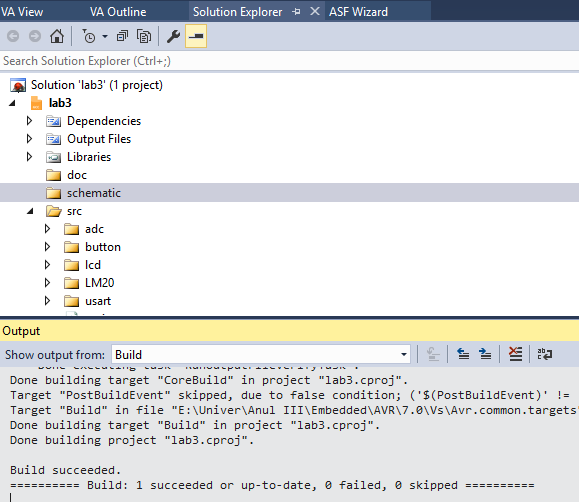 VA View VA Outline Solution Explorer ASF Wizard
Search Solution Explorer (Ctrl+;)
Solution 'lab3' (1 project)
lab3
Dependencies
Output Files
Libraries
doc
schematic
src
adc
button
lcd
LM20
usart
Output
Show output from: Build
Done executing task "RunOutputFileVerifyTask".
Done building target "CoreBuild" in project "lab3.cproj".
Target "PostBuildEvent" skipped, due to false condition; ('$(PostBuildEvent)' !=
Target "Build" in file "E:\Univer\Anul III\Embedded\AVR\7.0\Vs\Avr.common.targets"
Done building target "Build" in project "lab3.cproj".
Done building project "lab3.cproj".
Build succeeded.
========== Build: 1 succeeded or up-to-date, 0 failed, 0 skipped ==========